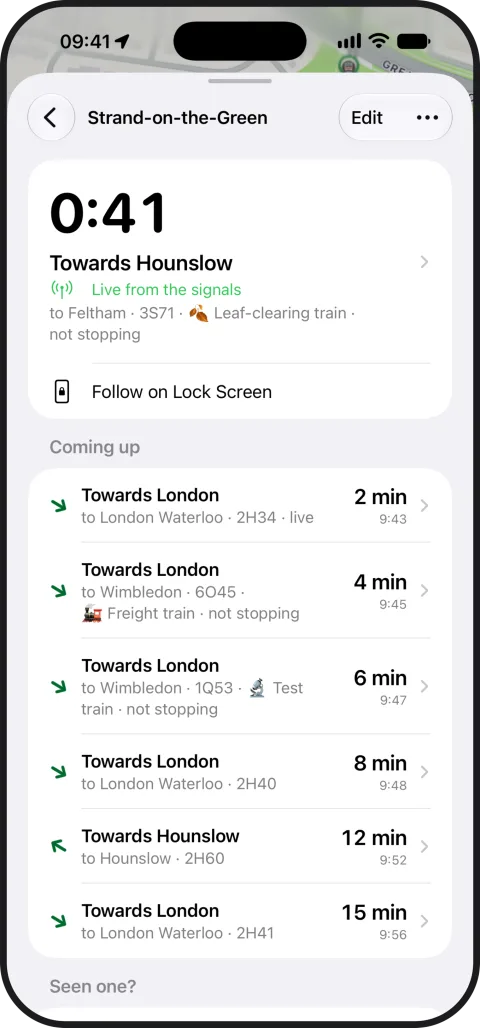 09:41
GRE
Strand-on-the-Green
Edit
0:41
Towards Hounslow
Live from the signals
to Feltham · 3S71 · 🍂 Leaf-clearing train ·
not stopping
Follow on Lock Screen
Coming up
Towards London
2 min
to London Waterloo · 2H34 · live
9:43
Towards London
4 min
to Wimbledon · 6O45 ·
9:45
🚂 Freight train · not stopping
Towards London
6 min
to Wimbledon · 1Q53 · 🔬 Test
9:47
train · not stopping
Towards London
8 min
to London Waterloo · 2H40
9:48
Towards Hounslow
12 min
to Hounslow · 2H60
9:52
Towards London
15 min
to London Waterloo · 2H41
9:56
Seen one?